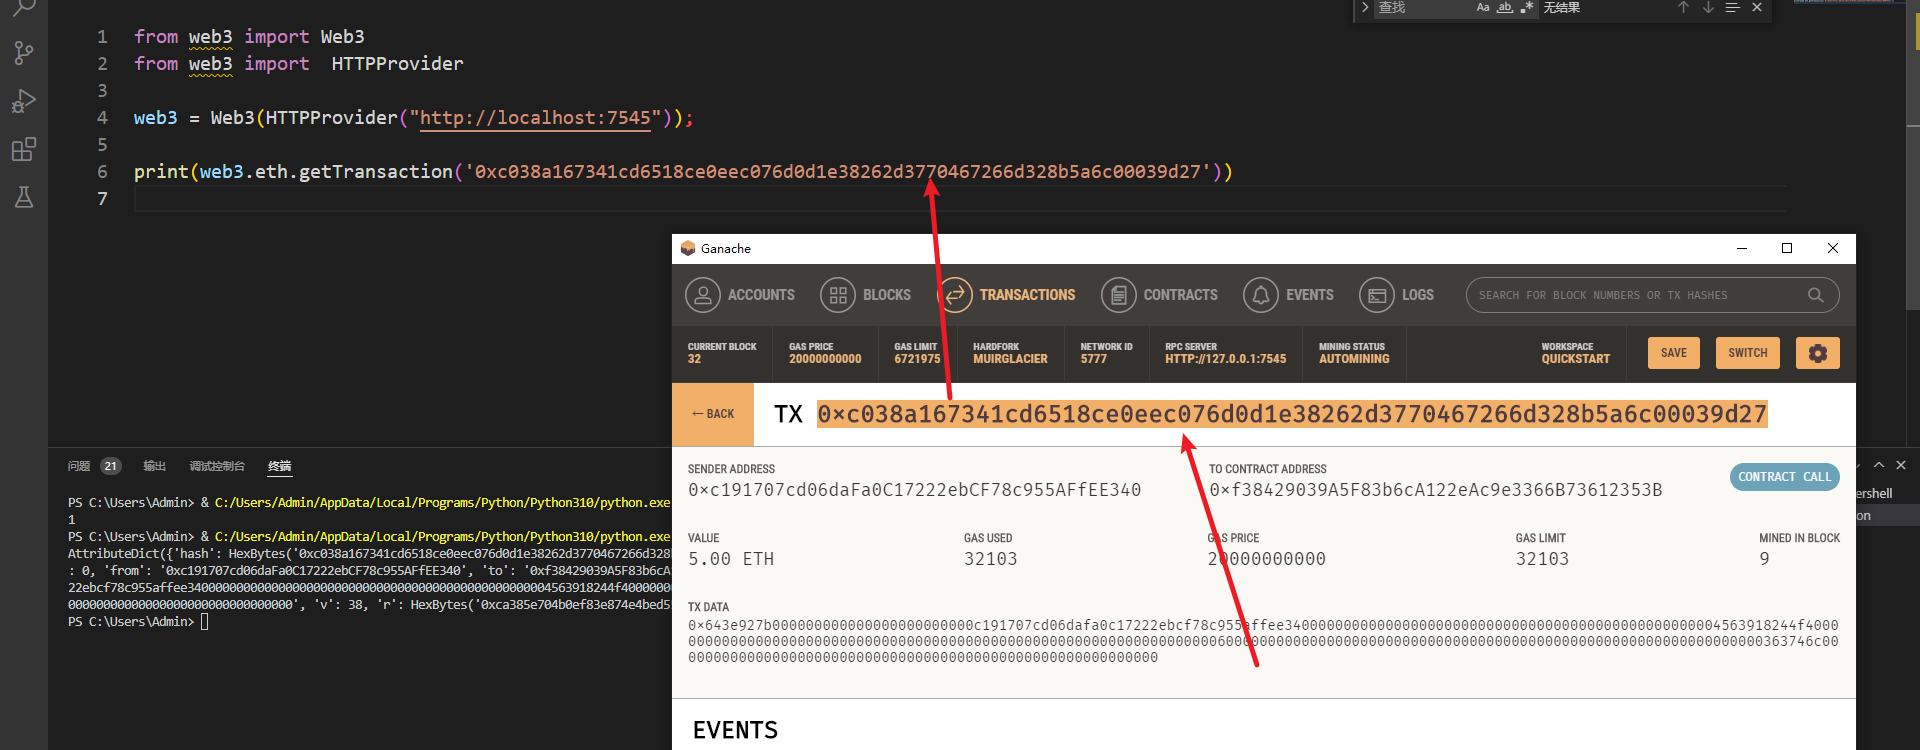 查找
Aa
ab
.*
无结果
1 from web3 import Web3
2 from web3 import  HTTPProvider
3
4 web3 = Web3(HTTPProvider("http://localhost:7545"));
5
6 print(web3.eth.getTransaction('0xc038a167341cd6518ce0eec076d0d1e38262d3770467266d328b5a6c00039d27'))
7
Ganache
ACCOUNTS BLOCKS TRANSACTIONS CONTRACTS EVENTS LOGS SEARCH FOR BLOCK NUMBERS OR TX HASHES
CURRENT BLOCK GAS PRICE GAS LIMIT HARDFORK NETWORK ID RPC SERVER MINING STATUS WORKSPACE
32 20000000000 6721975 MUIRGLACIER 5777 HTTP://127.0.0.1:7545 AUTOMINING QUICKSTART
SAVE SWITCH
←BACK
TX 0xc038a167341cd6518ce0eec076d0d1e38262d3770467266d328b5a6c00039d27
SENDER ADDRESS TO CONTRACT ADDRESS
0xc191707cd06daFa0C17222ebCF78c955AFfEE340 0xf38429039A5F83b6cA122eAc9e3366B73612353B
CONTRACT CALL
VALUE GAS USED GAS PRICE GAS LIMIT MINED IN BLOCK
5.00 ETH 32103 20000000000 32103 9
TX DATA
0x643e927b000000000000000000000000c191707cd06dafa0c17222ebcf78c955affee3400000000000000000000000000000000000000000000000004563918244f4000
00000000000000000000000000000000000000000000000000000000000000060000000000000000000000000000000000000000000000000000000000000000363746c00
00000000000000000000000000000000000000000000000000000000
EVENTS
问题 21 输出 调试控制台 终端
PS C:\Users\Admin> & C:/Users/Admin/AppData/Local/Programs/Python/Python310/python.exe
1
PS C:\Users\Admin> & C:/Users/Admin/AppData/Local/Programs/Python/Python310/python.exe
AttributeDict({'hash': HexBytes('0xc038a167341cd6518ce0eec076d0d1e38262d3770467266d328
: 0, 'from': '0xc191707cd06daFa0C17222ebCF78c955AFfEE340', 'to': '0xf38429039A5F83b6cA
22ebcf78c955affee3400000000000000000000000000000000000000000000000004563918244f4000000
00000000000000000000000000000000', 'v': 38, 'r': HexBytes('0xca385e704b0ef83e874e4bed5
PS C:\Users\Admin>
ershell
on